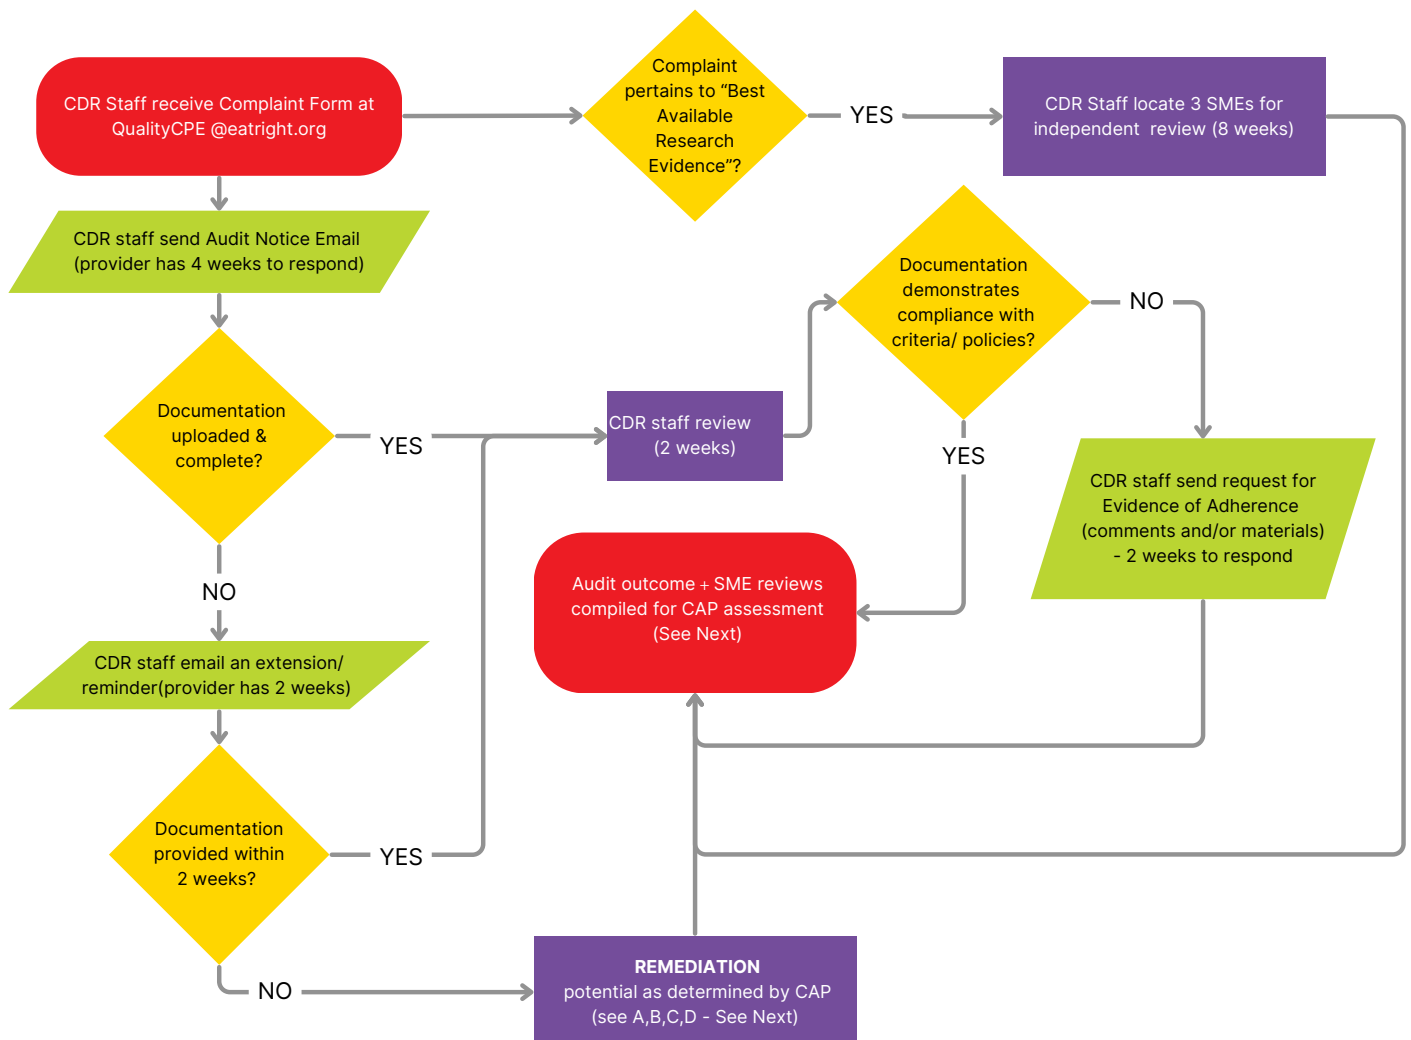 CDR Staff receive Complaint Form at
QualityCPE @eatright.org
Complaint
pertains to “Best
Available
Research
Evidence”?
YES
CDR Staff locate 3 SMEs for
independent review (8 weeks)
CDR staff send Audit Notice Email
(provider has 4 weeks to respond)
Documentation
demonstrates
compliance with
criteria/ policies?
NO
YES
Documentation
uploaded &
complete?
YES
CDR staff review
(2 weeks)
CDR staff send request for
Evidence of Adherence
(comments and/or materials)
- 2 weeks to respond
NO
Audit outcome + SME reviews
compiled for CAP assessment
(See Next)
CDR staff email an extension/
reminder(provider has 2 weeks)
Documentation
provided within
2 weeks?
YES
NO
REMEDIATION
potential as determined by CAP
(see A,B,C,D - See Next)